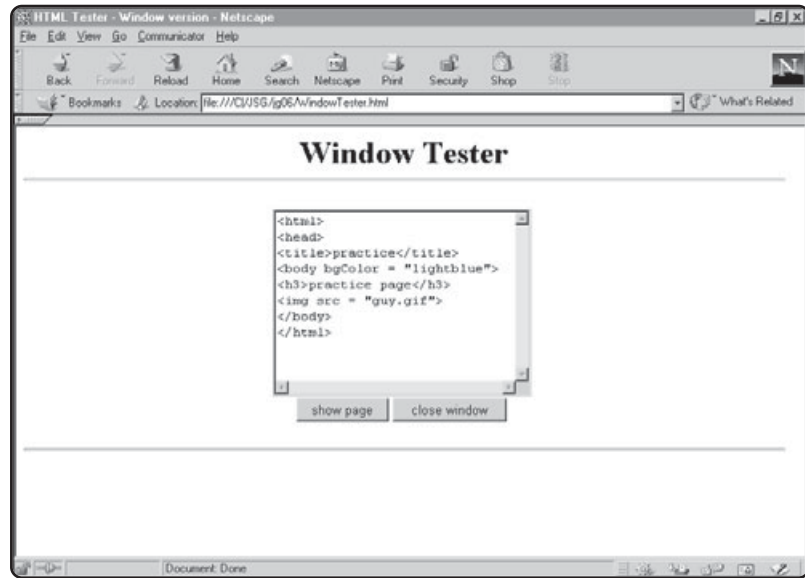 HTML Tester - Window version - Netscape
File Edit View Go Communicator Help
Back Forward Reload Home Search Netscape Print Security Shop Stop
Bookmarks Location: file:///C|/JSG/jg06/WindowTester.html What's Related
Window Tester
<html>
<head>
<title>practice</title>
<body bgColor = "lightblue">
<h3>practice page</h3>
<img src = "guy.gif">
</body>
</html>
show page close window
Document: Done